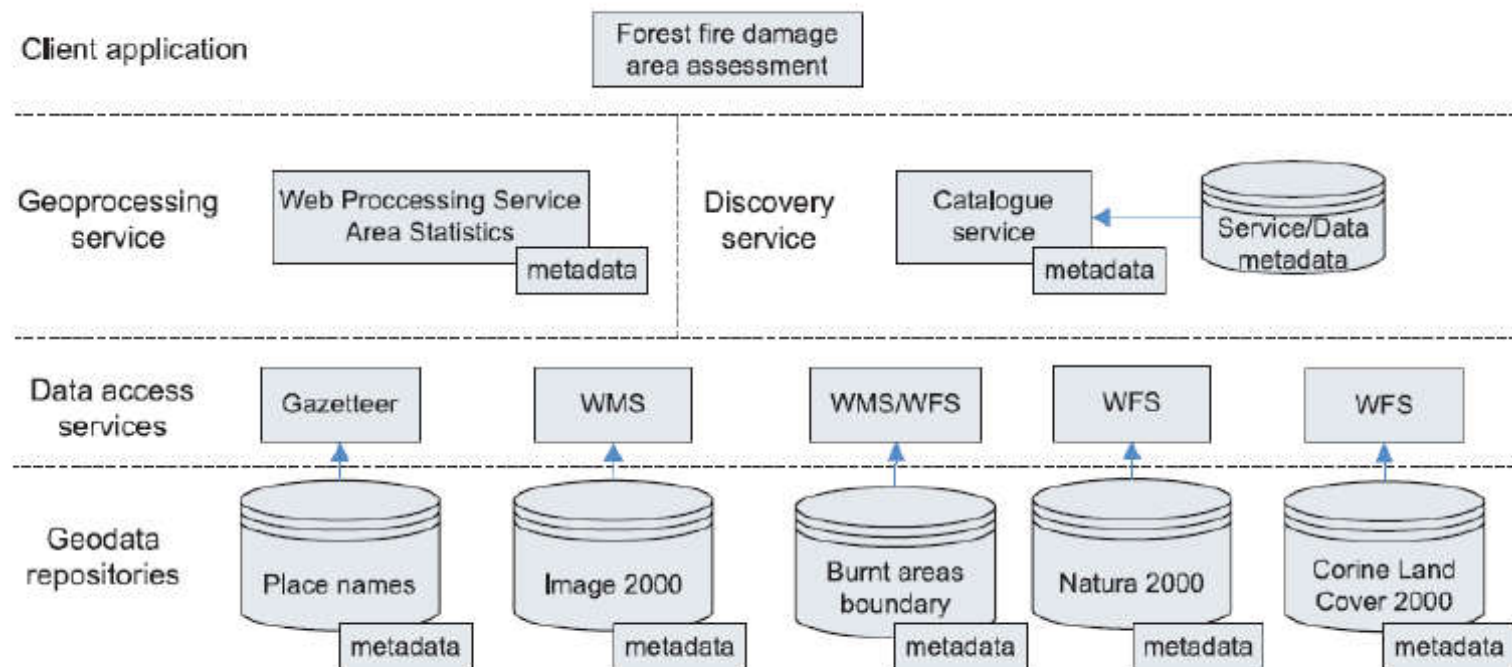 Client application
Forest fire damage
area assessment
Geoprocessing
service
Web Proccessing Service
Area Statistics
metadata
Discovery
service
Catalogue
service
metadata
Service/Data
metadata
Data access
services
Gazetteer
WMS
WMS/WFS
WFS
WFS
Geodata
repositories
Place names
metadata
Image 2000
metadata
Burnt areas
boundary
metadata
Natura 2000
metadata
Corine Land
Cover 2000
metadata